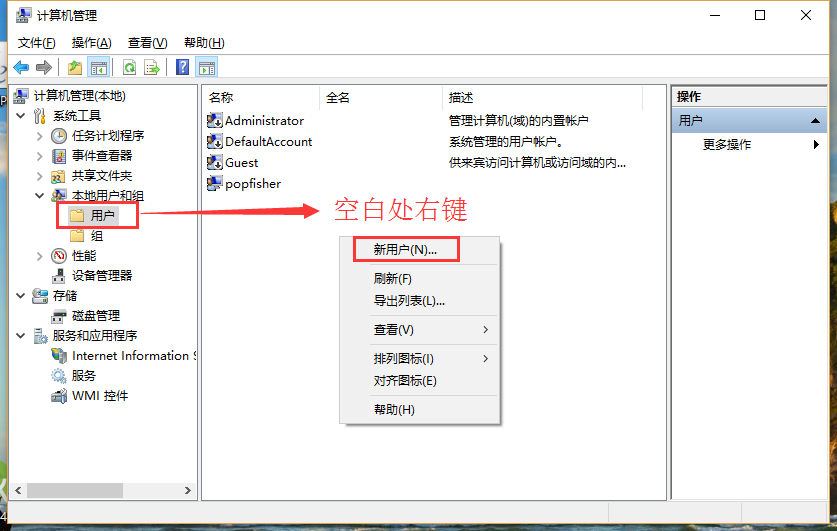 计算机管理
文件(F) 操作(A) 查看(V) 帮助(H)
计算机管理(本地)
系统工具
任务计划程序
事件查看器
共享文件夹
本地用户和组
用户
组
性能
设备管理器
存储
磁盘管理
服务和应用程序
Internet Information
服务
WMI 控件
名称 全名 描述
Administrator 管理计算机(域)的内置帐户
DefaultAccount 系统管理的用户帐户。
Guest 供来宾访问计算机或访问域的内...
popfisher
空白处右键
新用户(N)...
刷新(F)
导出列表(L)...
查看(V)
排列图标(I)
对齐图标(E)
帮助(H)
操作
用户
更多操作